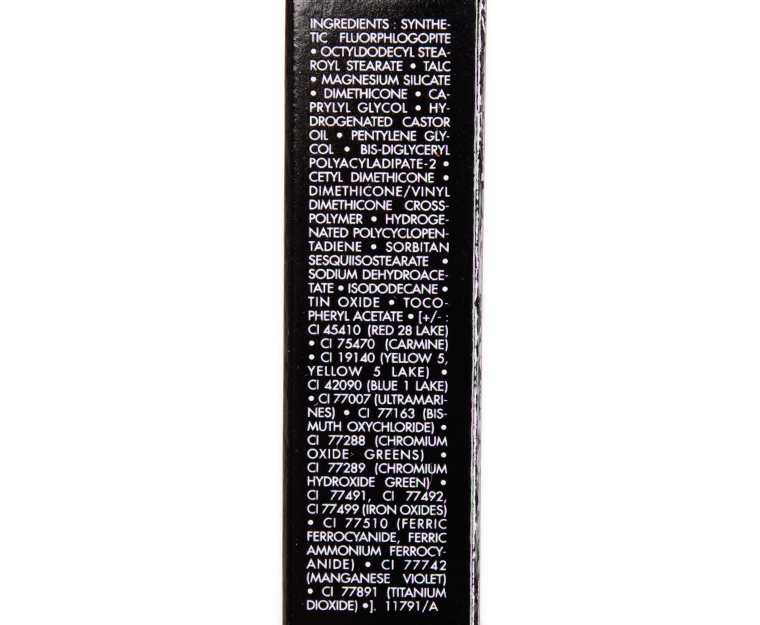 INGREDIENTS : SYNTHE-
TIC FLUORPHLOGOPITE
• OCTYLDODECYL STEA-
ROYL STEARATE • TALC
• MAGNESIUM SILICATE
• DIMETHICONE • CA-
PRYLYL GLYCOL • HY-
DROGENATED CASTOR
OIL • PENTYLENE GLY-
COL • BIS-DIGLYCERYL
POLYACYLADIPATE-2 •
CETYL DIMETHICONE •
DIMETHICONE/VINYL
DIMETHICONE CROSS-
POLYMER • HYDROGE-
NATED POLYCYCLOPEN-
TADIENE • SORBITAN
SESQUIISOSTEARATE •
SODIUM DEHYDROACE-
TATE • ISODODECANE •
TIN OXIDE • TOCO-
PHERYL ACETATE • [+/- :
CI 45410 (RED 28 LAKE)
• CI 75470 (CARMINE)
• CI 19140 (YELLOW 5,
YELLOW 5 LAKE) •
CI 42090 (BLUE 1 LAKE)
• CI 77007 (ULTRAMARI-
NES) • CI 77163 (BIS-
MUTH OXYCHLORIDE) •
CI 77288 (CHROMIUM
OXIDE GREENS) •
CI 77289 (CHROMIUM
HYDROXIDE GREEN) •
CI 77491, CI 77492,
CI 77499 (IRON OXIDES)
• CI 77510 (FERRIC
FERROCYANIDE, FERRIC
AMMONIUM FERROCY-
ANIDE) • CI 77742
(MANGANESE VIOLET)
• CI 77891 (TITANIUM
DIOXIDE) •]. 11791/A